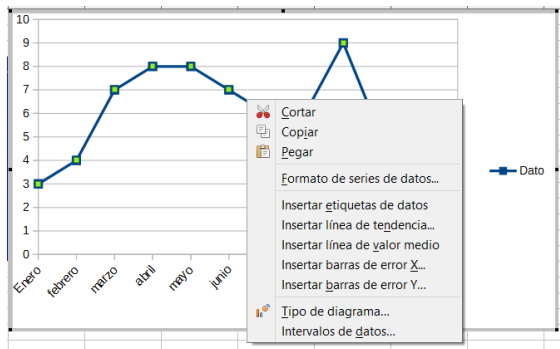 10
9
8
7
6
5
4
3
2
1
0
Enero
febrero
marzo
abril
mayo
junio
Cortar
Copiar
Pegar
Formato de series de datos...
Insertar etiquetas de datos
Insertar línea de tendencia...
Insertar línea de valor medio
Insertar barras de error X...
Insertar barras de error Y...
Tipo de diagrama...
Intervalos de datos...
Dato